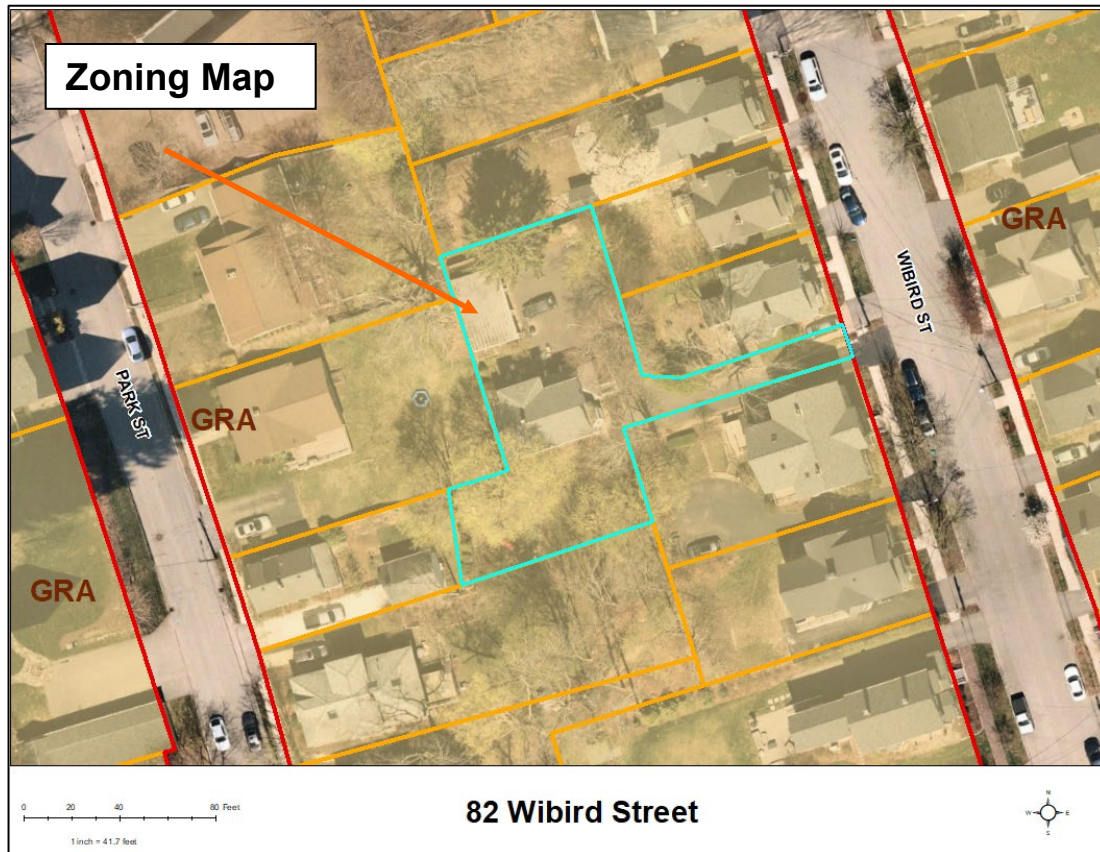 Zoning Map
GRA
WIBIRD ST
PARK ST
GRA
GRA
0 20 40 80 Feet
1 inch = 41.7 feet
82 Wibird Street
N
W E
S